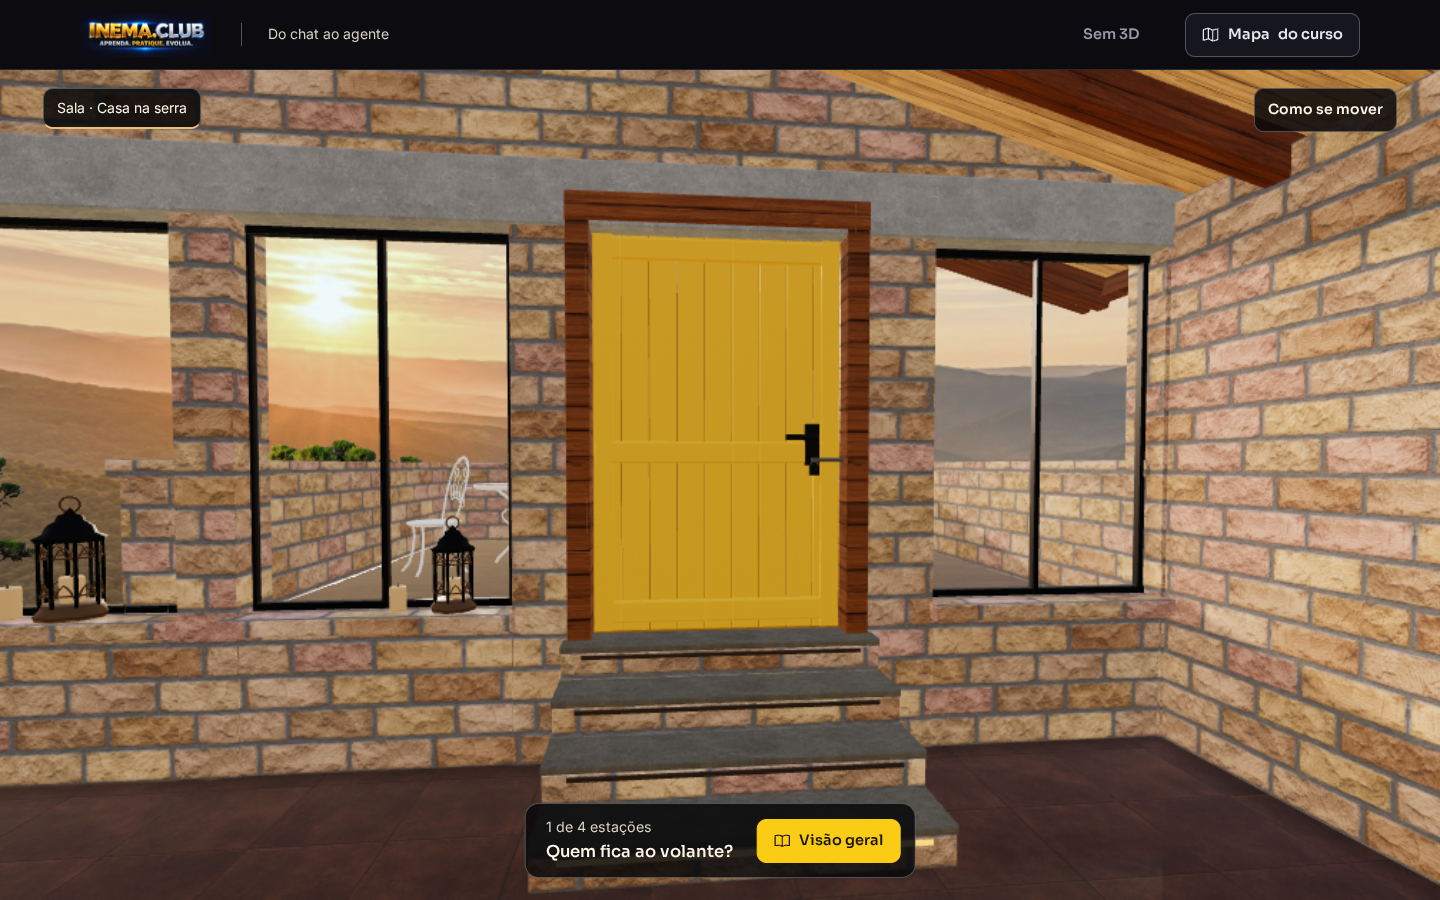 INEMA.CLUB
APRENDA. PRATIQUE. EVOLUA.
Do chat ao agente
Sem 3D
Mapa do curso
Sala · Casa na serra
Como se mover
1 de 4 estações
Quem fica ao volante?
Visão geral